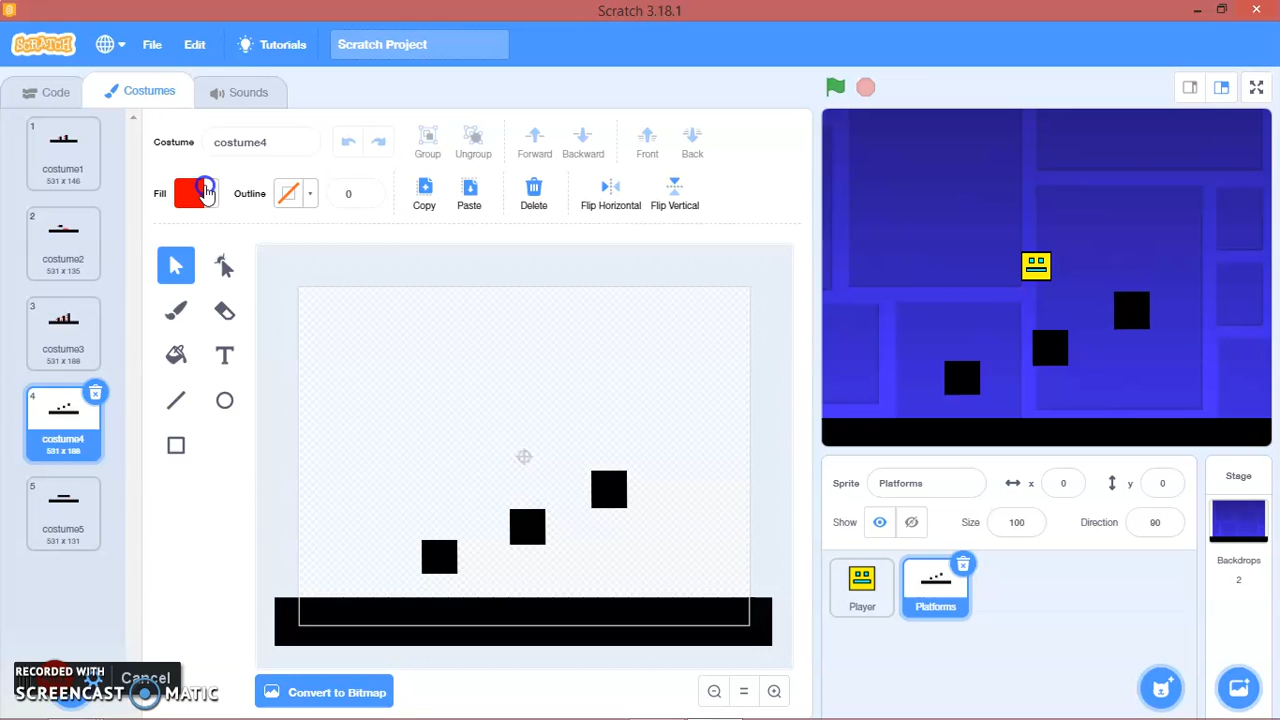 Scratch 3.18.1
SCRATCH
File
Edit
Tutorials
Scratch Project
Code
Costumes
Sounds
1
costume1
531 x 146
2
costume2
531 x 135
3
costume3
531 x 188
4
costume4
531 x 188
5
costume5
531 x 131
Costume
costume4
Group
Ungroup
Forward
Backward
Front
Back
Fill
Outline
0
Copy
Paste
Delete
Flip Horizontal
Flip Vertical
Convert to Bitmap
Sprite
Platforms
x
0
y
0
Show
Size
100
Direction
90
Player
Platforms
Stage
Backdrops
2
RECORDED WITH
SCREENCAST MATIC
Cancel